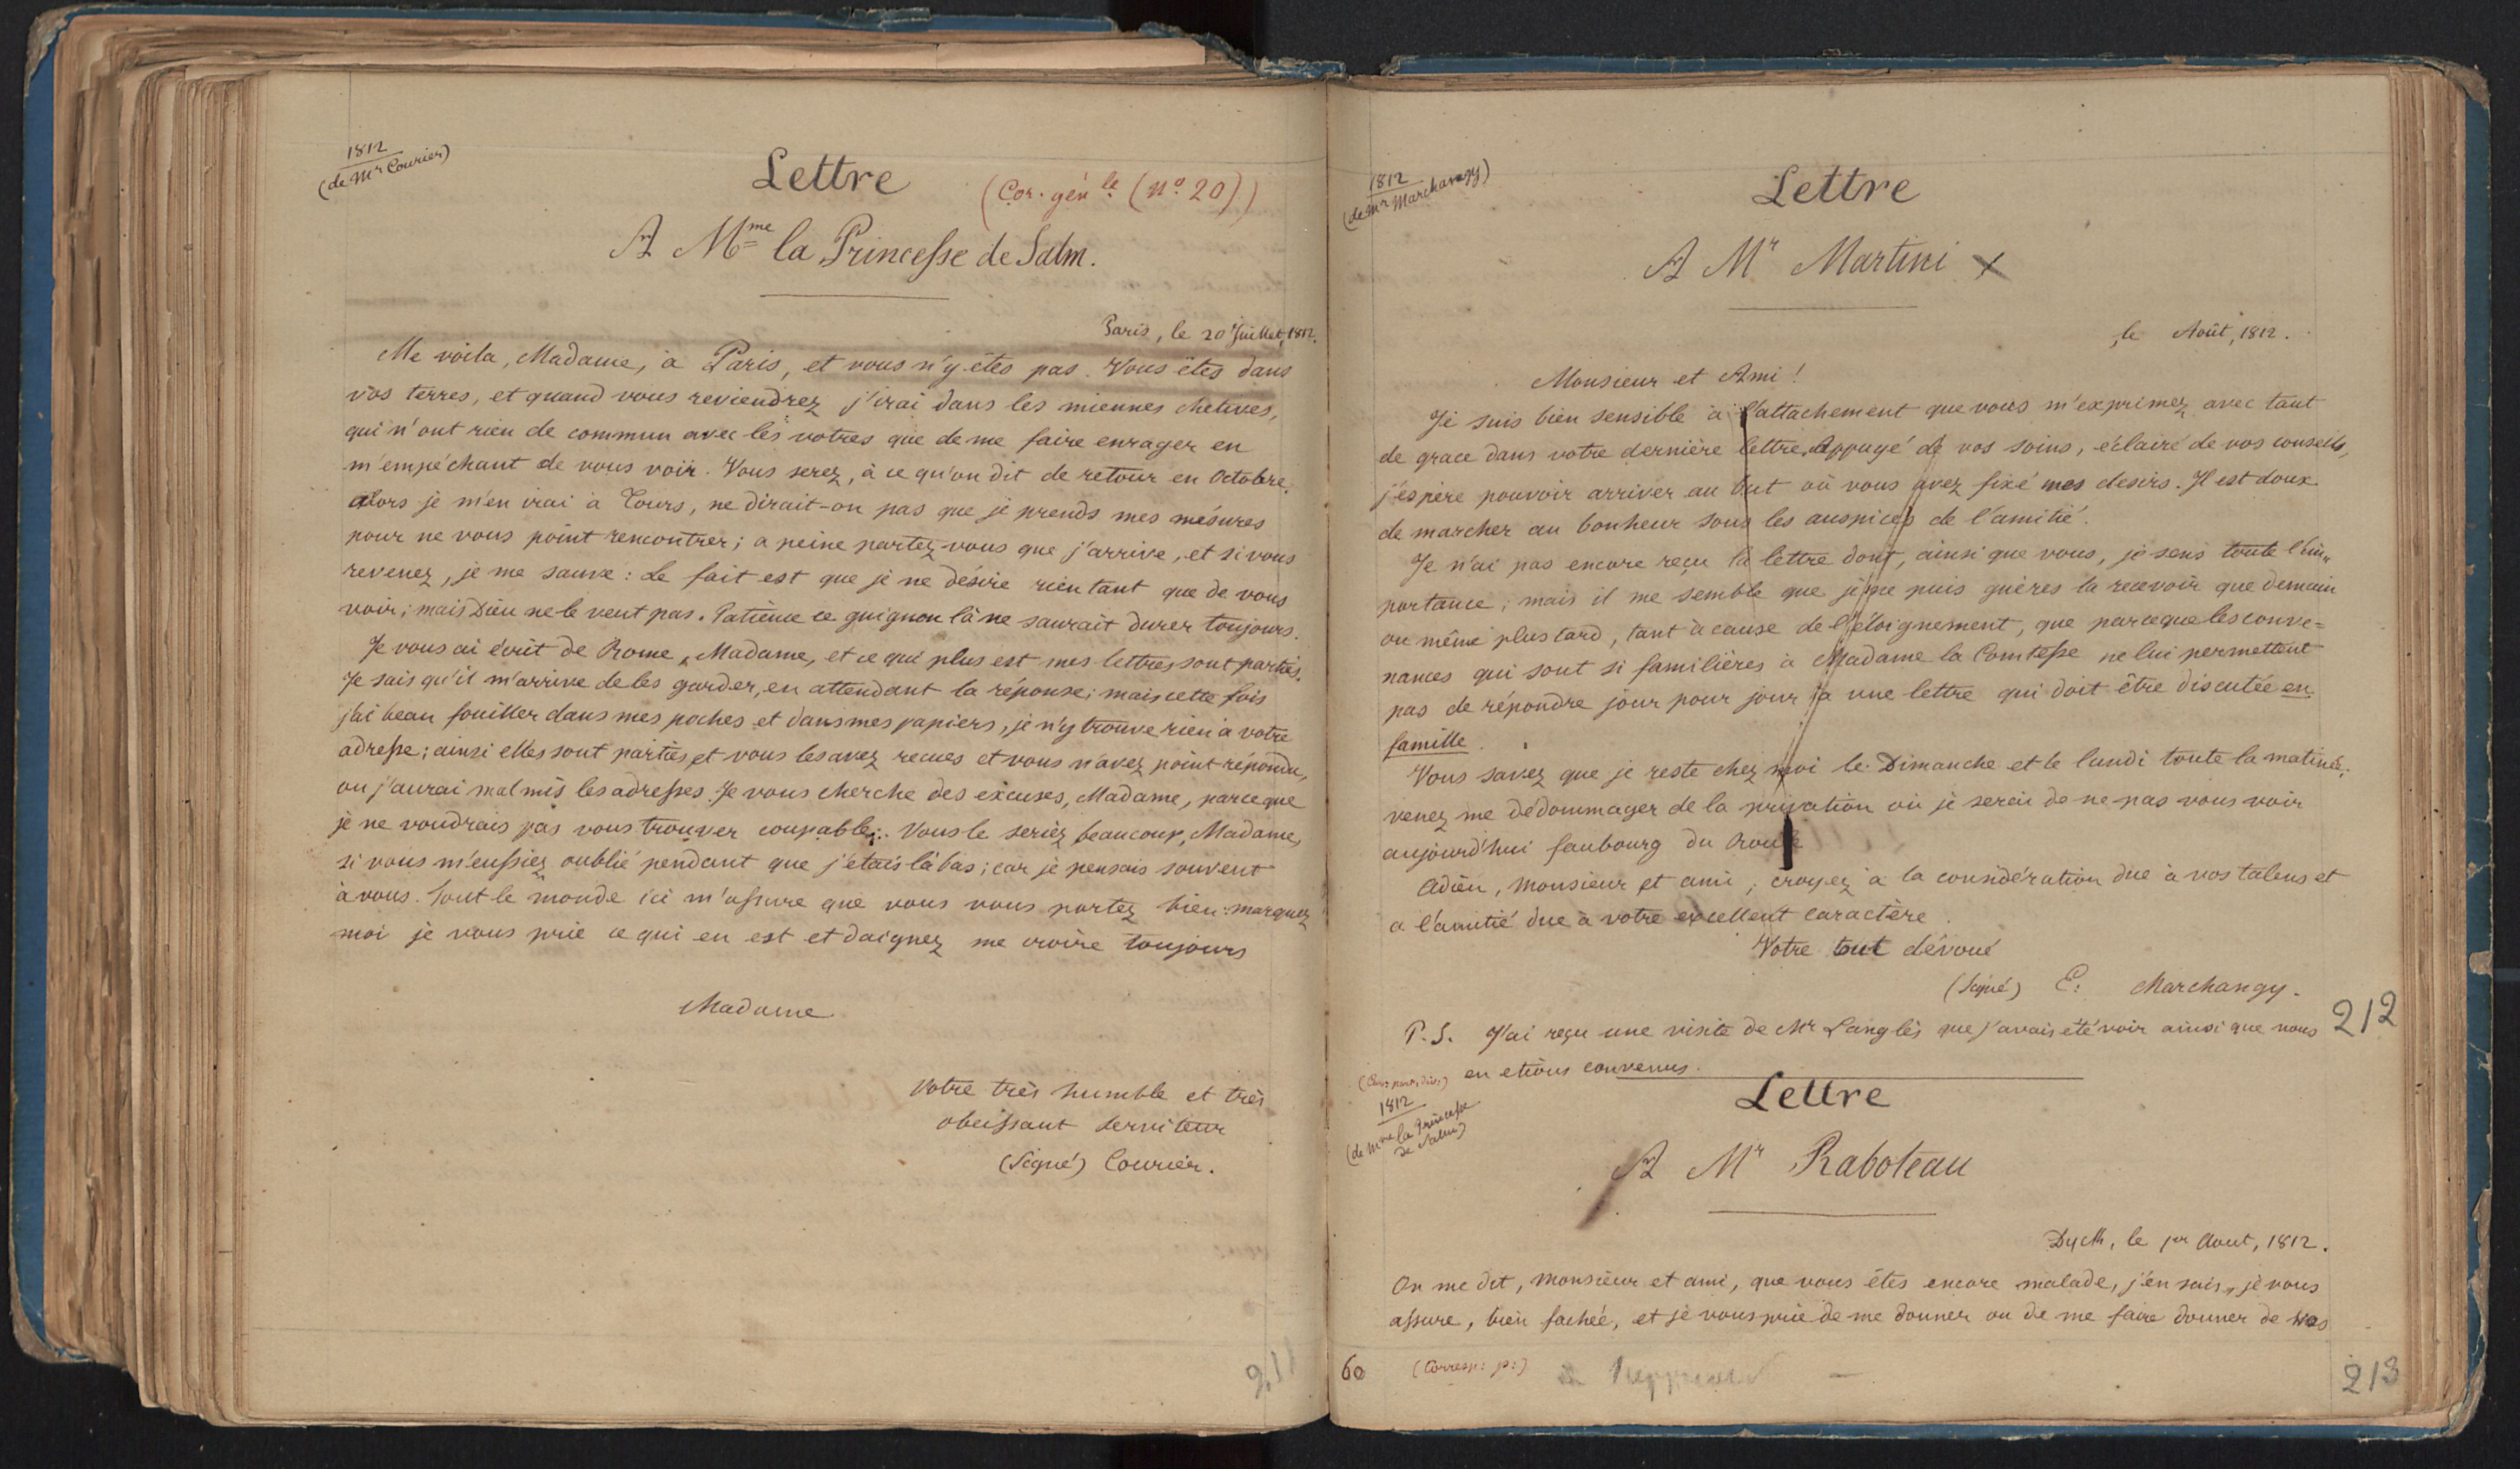 1812
(de Mr Courier)
Lettre
(Cor. génle (No 20))
A Mme la Princesse de Salm.
Paris, le 20 Juillet, 1812.
Me voila, Madame, à Paris, et vous n'y êtes pas. Vous êtes dans
vos terres, et quand vous reviendrez j'irai dans les miennes chetives,
qui n'ont rien de commun avec les votres que de me faire enrager en
m'empéchant de vous voir. Vous serez, à ce qu'on dit de retour en Octobre.
alors je m'en irai à Tours, ne dirait-on pas que je prends mes mesures
pour ne vous point rencontrer; a peine partez-vous que j'arrive, et si vous
revenez, je me sauve: Le fait est que je ne désire rien tant que de vous
voir; mais Dieu ne le veut pas. Patience ce guignon là ne saurait durer toujours.
Je vous ai écrit de Rome, Madame, et ce qui plus est mes lettres sont parties.
Je sais qu'il m'arrive de les garder, en attendant la réponse; mais cette fois
j'ai beau fouiller dans mes poches et dans mes papiers, je n'y trouve rien à votre
adresse; ainsi elles sont parties et vous les avez recues et vous n'avez point répondu,
ou j'aurai mal mis les adresses. Je vous cherche des excuses, Madame, parceque
je ne voudrais pas vous trouver coupable. Vous le seriez beaucoup, Madame,
si vous m'eussiez oublié pendant que j'etais là bas; car je pensais souvent
à vous. Tout le monde ici m'assure que vous vous portez bien: marquez
moi je vous prie ce qui en est et daignez me croire toujours
Madame
Votre très humble et très
obeissant serviteur
(Signé) Courier.
211
1812
(de Mr Marchangy)
Lettre
A Mr Martini x
, le Août, 1812.
Monsieur et Ami!
Je suis bien sensible à l'attachement que vous m'exprimez avec tant
de grace dans votre dernière lettre. Appuyé de vos soins, éclairé de vos conseils,
j'espère pouvoir arriver au but où vous avez fixé mes desirs. Il est doux
de marcher au bonheur sous les auspices de l'amitié.
Je n'ai pas encore reçu la lettre dont, ainsi que vous, je sens toute l'im„
portance; mais il me semble que je ne puis guères la recevoir que demain
ou même plus tard, tant à cause de l'éloignement, que parceque les conve=
nances qui sont si familières à Madame la Comtesse ne lui permettent
pas de répondre jour pour jour à une lettre qui doit être discutée en
famille.
Vous savez que je reste chez moi le Dimanche et le lundi toute la matinée;
venez me dédommager de la privation où je serai de ne pas vous voir
aujourd'hui faubourg du Roule
Adieu, Monsieur et ami; croyez a la considération due à vos talens et
a l'amitié due à votre excellent caractère.
Votre tout dévoué
(Signé) E: Marchangy.
212
P.S. J'ai reçu une visite de Mr Langlès que j'avais été voir ainsi que nous
en etions convenus.
1812
(de Mme la Princesse
de Salm)
Lettre
A Mr Raboteau
Dyck, le 1er Aout, 1812.
On me dit, Monsieur et ami, que vous êtes encore malade, j'en suis, je vous
assure, bien fachée, et je vous prie de me donner ou de me faire donner de vos
60 (Corresp: p:)
213